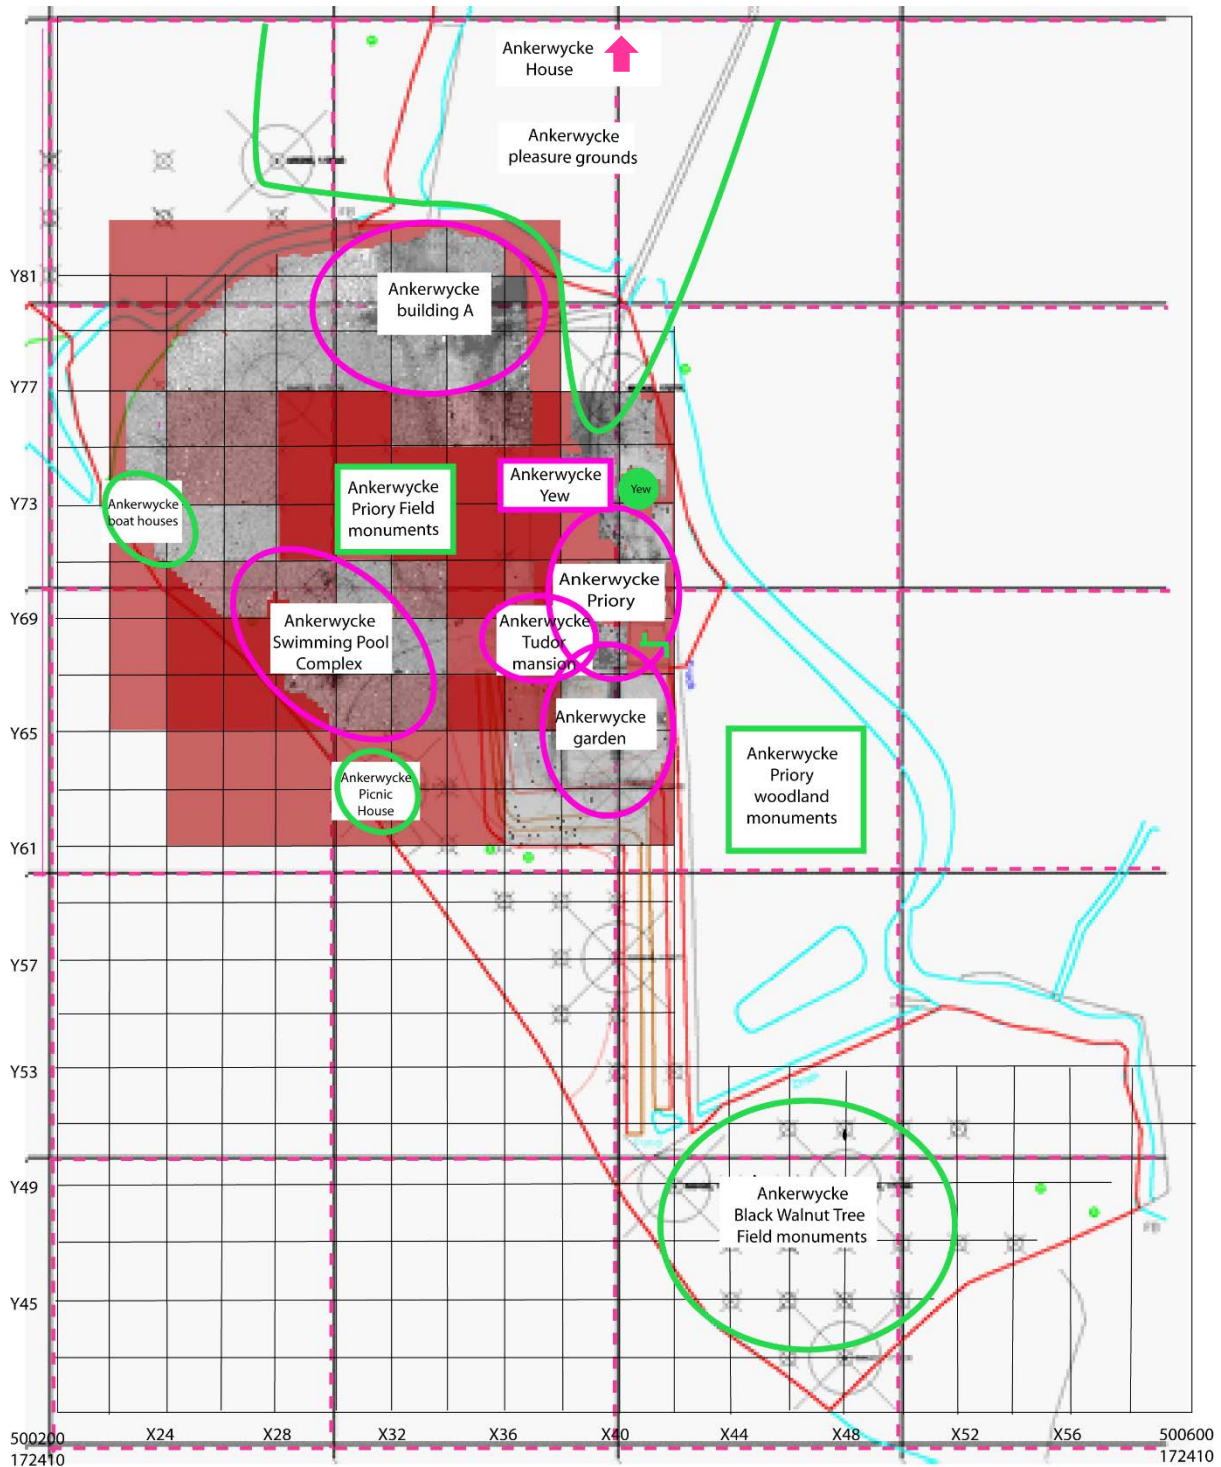 Ankerwycke
House
Ankerwycke
pleasure grounds
FB
Y81
Ankerwycke
building A
Y77
Ankerwycke
Yew
Yew
Ankerwycke
Priory Field
monuments
Y73
Ankerwycke
boat houses
Ankerwycke
Priory
Y69
Ankerwycke
Swimming Pool
Complex
Ankerwycke
Tudor
mansion
Y65
Ankerwycke
garden
Ankerwycke
Priory
woodland
monuments
Ankerwycke
Picnic
House
Y61
Y57
Y53
Drain
Y49
Ankerwycke
Black Walnut Tree
Field monuments
FB
Y45
500200
172410
X24
X28
X32
X36
X40
X44
X48
X52
X56
500600
172410